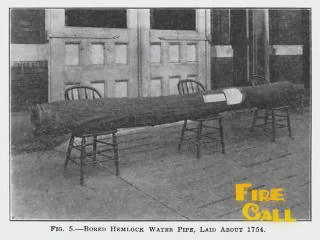 FIRE
CALL
FIG. 5.—BORED HEMLOCK WATER PIPE, LAID ABOUT 1754.